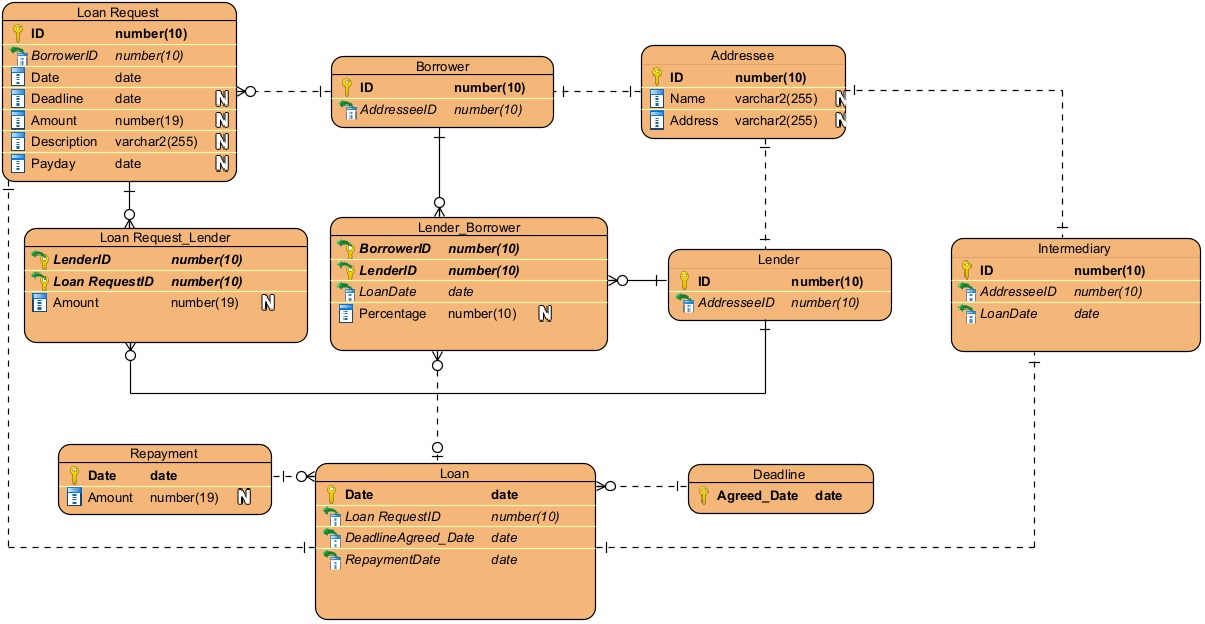 Loan Request
ID number(10)
BorrowerID number(10)
Date date
Deadline date N
Amount number(19) N
Description varchar2(255) N
Payday date N
Borrower
ID number(10)
AddresseeID number(10)
Addressee
ID number(10)
Name varchar2(255) N
Address varchar2(255) N
Loan Request_Lender
LenderID number(10)
Loan RequestID number(10)
Amount number(19) N
Lender_Borrower
BorrowerID number(10)
LenderID number(10)
LoanDate date
Percentage number(10) N
Lender
ID number(10)
AddresseeID number(10)
Intermediary
ID number(10)
AddresseeID number(10)
LoanDate date
Repayment
Date date
Amount number(19) N
Loan
Date date
Loan RequestID number(10)
DeadlineAgreed_Date date
RepaymentDate date
Deadline
Agreed_Date date